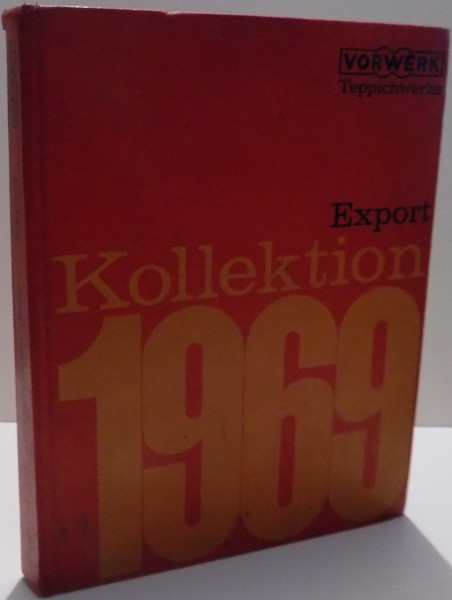 VORWERK
Teppichwerke
Export
Kollektion
1969